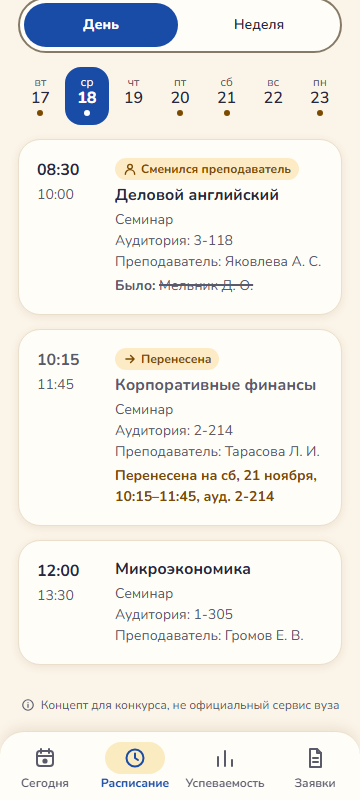 День Неделя
вт ср чт пт сб вс пн
17 18 19 20 21 22 23
08:30 Сменился преподаватель
10:00 Деловой английский
Семинар
Аудитория: 3-118
Преподаватель: Яковлева А. С.
Было: Мельник Д. О.
10:15 Перенесена
11:45 Корпоративные финансы
Семинар
Аудитория: 2-214
Преподаватель: Тарасова Л. И.
Перенесена на сб, 21 ноября,
10:15–11:45, ауд. 2-214
12:00 Микроэкономика
13:30 Семинар
Аудитория: 1-305
Преподаватель: Громов Е. В.
Концепт для конкурса, не официальный сервис вуза
Сегодня Расписание Успеваемость Заявки